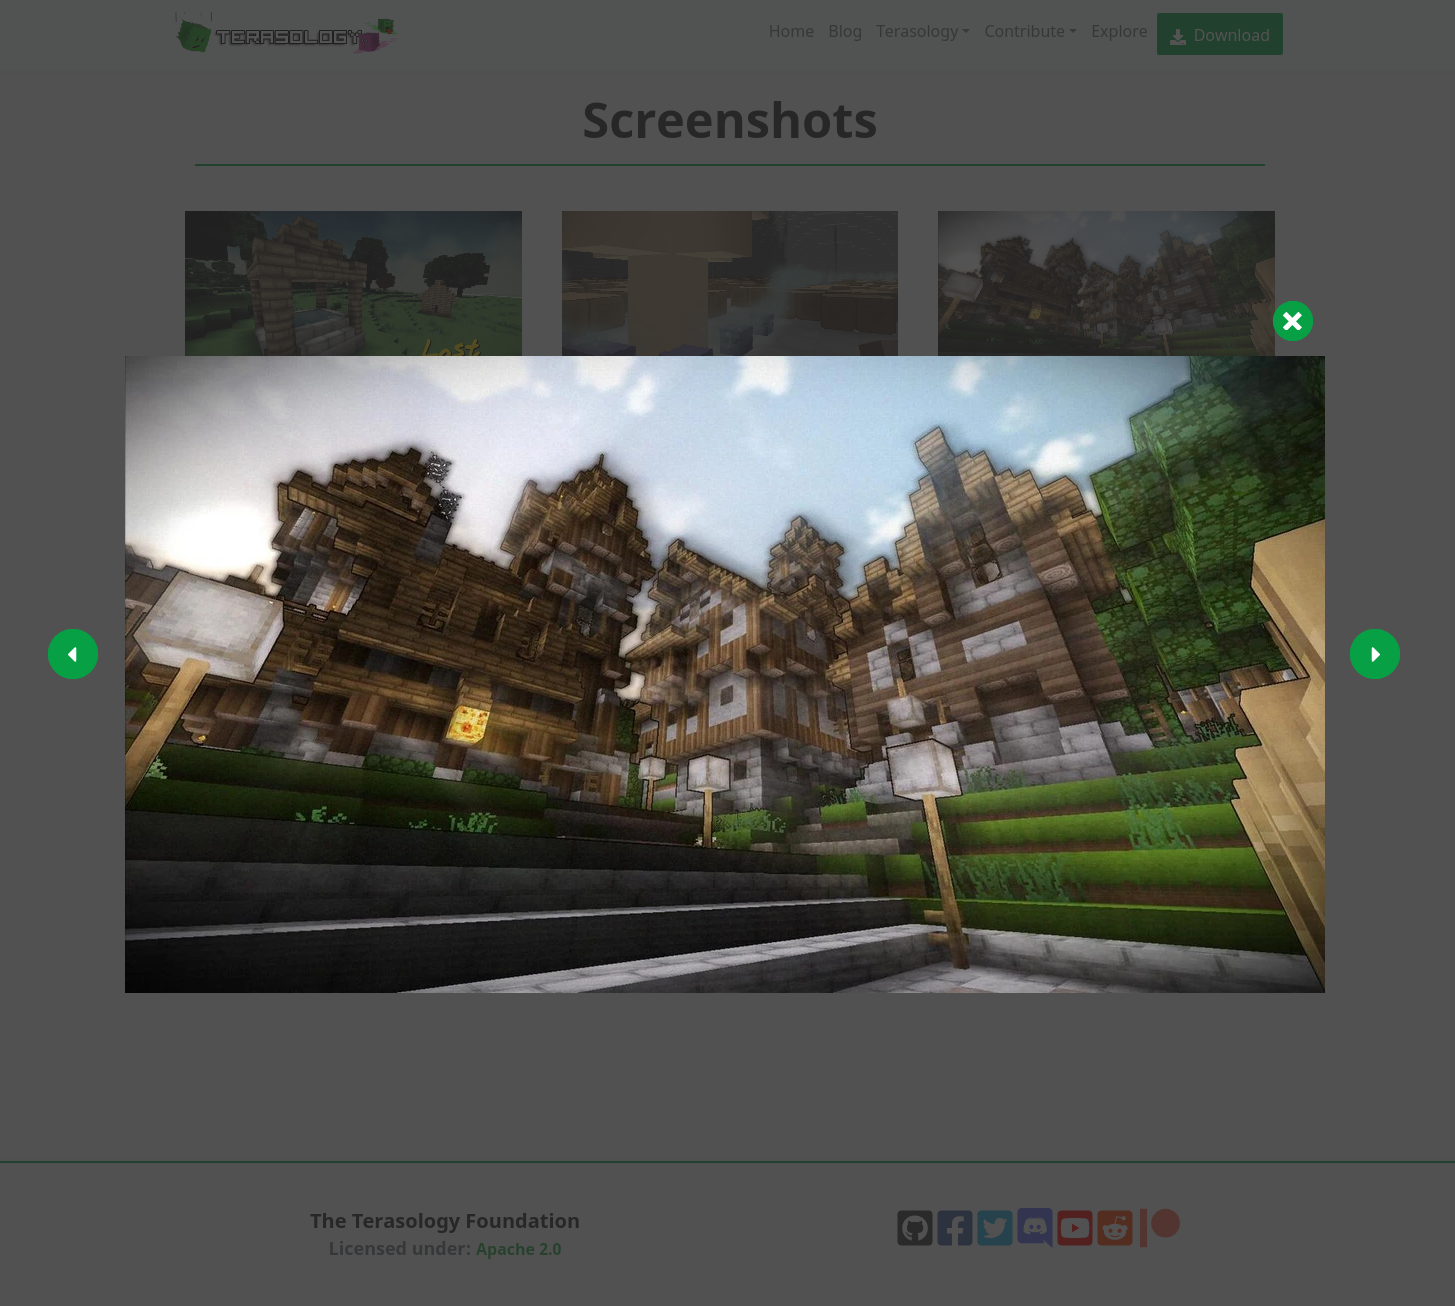 TERASOLOGY
Home Blog Terasology Contribute Explore Download
Screenshots
Lost
The Terasology Foundation
Licensed under: Apache 2.0